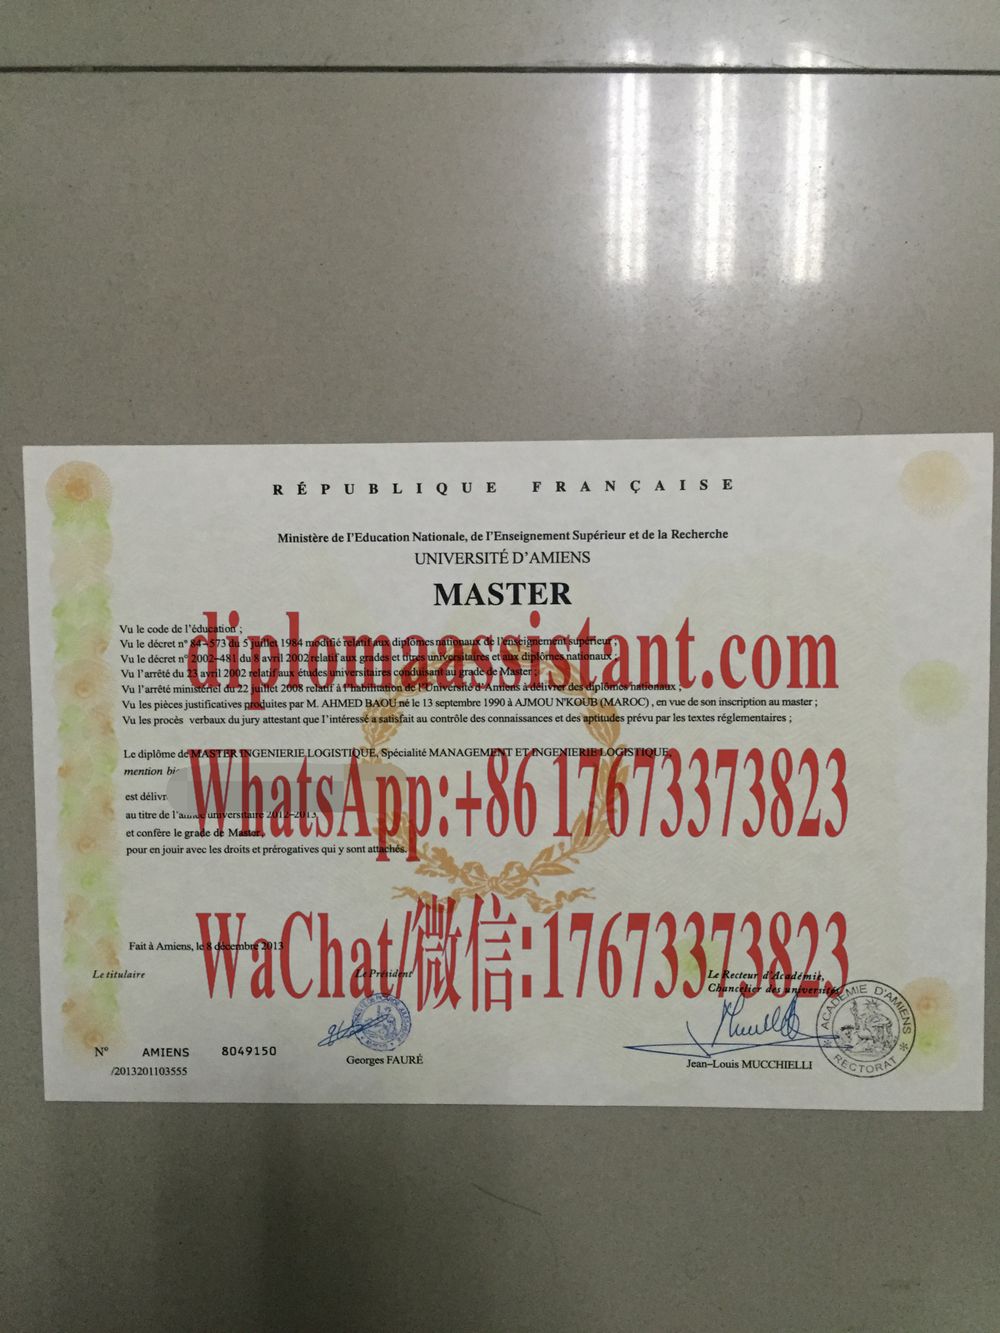 RÉPUBLIQUE FRANÇAISE
Ministère de l'Education Nationale, de l'Enseignement Supérieur et de la Recherche
UNIVERSITÉ D'AMIENS
MASTER
Vu le code de l'éducation ;
Vu le décret n° 84–573 du 5 juillet 1984 modifié relatif aux diplômes nationaux de l'enseignement supérieur ;
Vu le décret n° 2002–481 du 8 avril 2002 relatif aux grades et titres universitaires et aux diplômes nationaux ;
Vu l'arrêté du 23 avril 2002 relatif aux études universitaires conduisant au grade de Master ;
Vu l'arrêté ministériel du 22 juillet 2008 relatif à l'habilitation de l'Université d'Amiens à délivrer des diplômes nationaux ;
Vu les pièces justificatives produites par M. AHMED BAOU né le 13 septembre 1990 à AJMOU N'KOUB (MAROC) , en vue de son inscription au master ;
Vu les procès verbaux du jury attestant que l'intéressé a satisfait au contrôle des connaissances et des aptitudes prévu par les textes réglementaires ;
diplomaassistant.com
Le diplôme de MASTER INGENIERIE LOGISTIQUE, Spécialité MANAGEMENT ET INGENIERIE LOGISTIQUE,
mention
est délivr
au titre de l'année universitaire 2012–2013
et confère le grade de Master,
pour en jouir avec les droits et prérogatives qui y sont attachés.
WhatsApp:+86 17673373823
WaChat/微信:17673373823
Fait à Amiens, le 8 décembre 2013
Le titulaire
Le Président
Le Recteur d'Académie,
Chancelier des universités
N° AMIENS 8049150
/2013201103555
Georges FAURÉ
Jean–Louis MUCCHIELLI
ACADEMIE D'AMIENS
RECTORAT